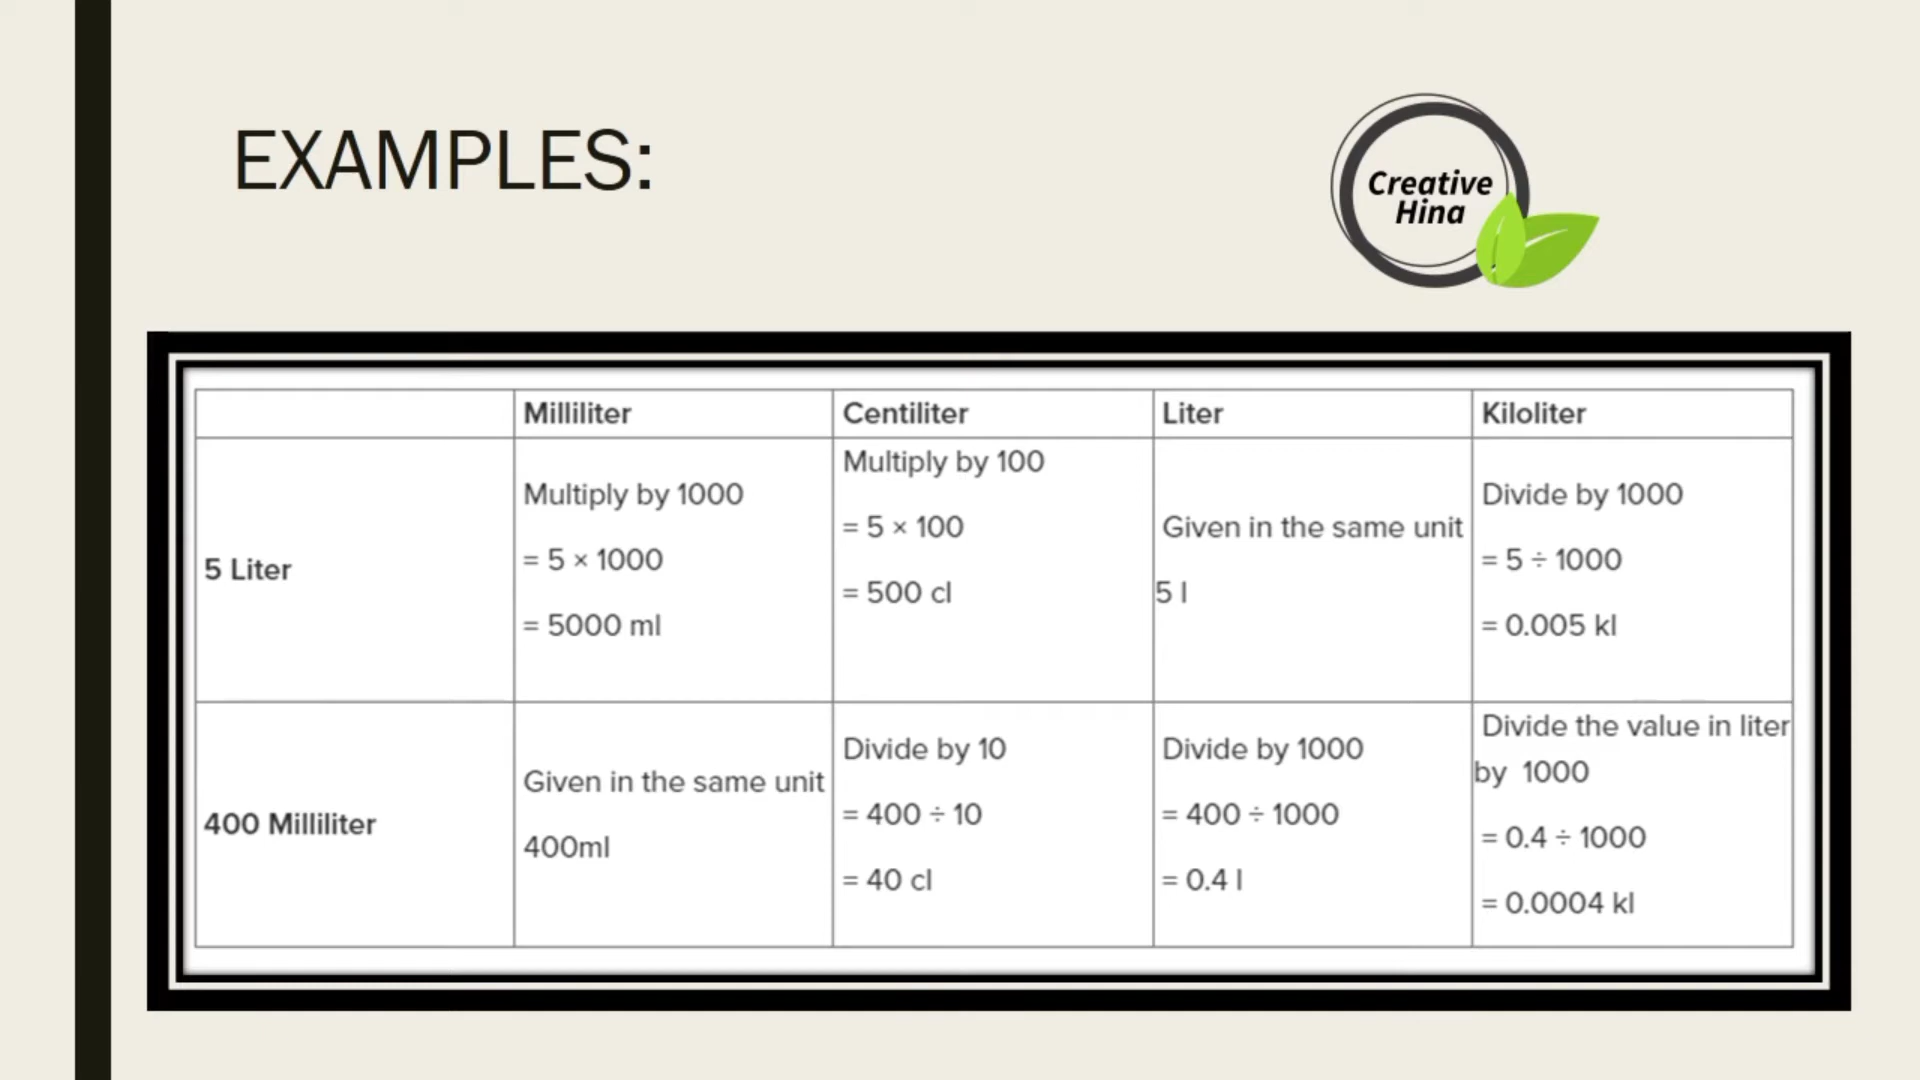 EXAMPLES:
Creative
Hina
Milliliter
Centiliter
Liter
Kiloliter
5 Liter
Multiply by 1000
= 5 × 1000
= 5000 ml
Multiply by 100
= 5 × 100
= 500 cl
Given in the same unit
5 l
Divide by 1000
= 5 ÷ 1000
= 0.005 kl
400 Milliliter
Given in the same unit
400ml
Divide by 10
= 400 ÷ 10
= 40 cl
Divide by 1000
= 400 ÷ 1000
= 0.4 l
Divide the value in liter
by 1000
= 0.4 ÷ 1000
= 0.0004 kl